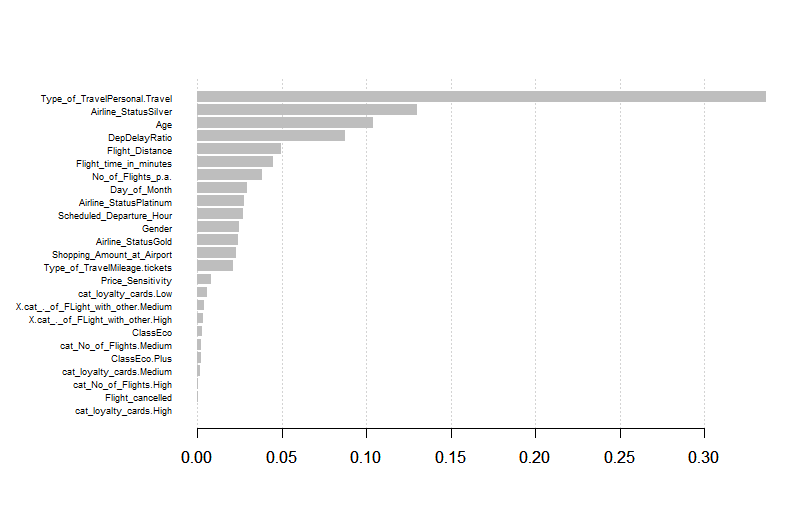 Type_of_TravelPersonal.Travel
Airline_StatusSilver
Age
DepDelayRatio
Flight_Distance
Flight_time_in_minutes
No_of_Flights_p.a.
Day_of_Month
Airline_StatusPlatinum
Scheduled_Departure_Hour
Gender
Airline_StatusGold
Shopping_Amount_at_Airport
Type_of_TravelMileage.tickets
Price_Sensitivity
cat_loyalty_cards.Low
X.cat_._of_FLight_with_other.Medium
X.cat_._of_FLight_with_other.High
ClassEco
cat_No_of_Flights.Medium
ClassEco.Plus
cat_loyalty_cards.Medium
cat_No_of_Flights.High
Flight_cancelled
cat_loyalty_cards.High
0.00 0.05 0.10 0.15 0.20 0.25 0.30